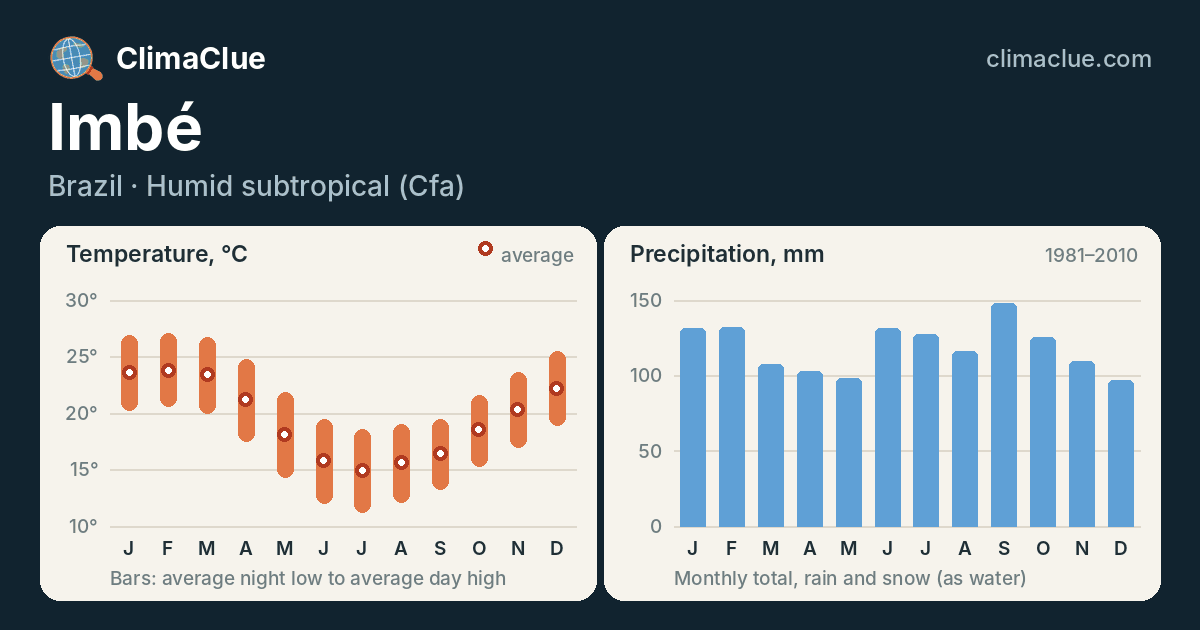 ClimaClue
climaclue.com
Imbé
Brazil · Humid subtropical (Cfa)
Temperature, °C
average
30°
25°
20°
15°
10°
J F M A M J J A S O N D
Bars: average night low to average day high
Precipitation, mm
1981–2010
150
100
50
0
J F M A M J J A S O N D
Monthly total, rain and snow (as water)